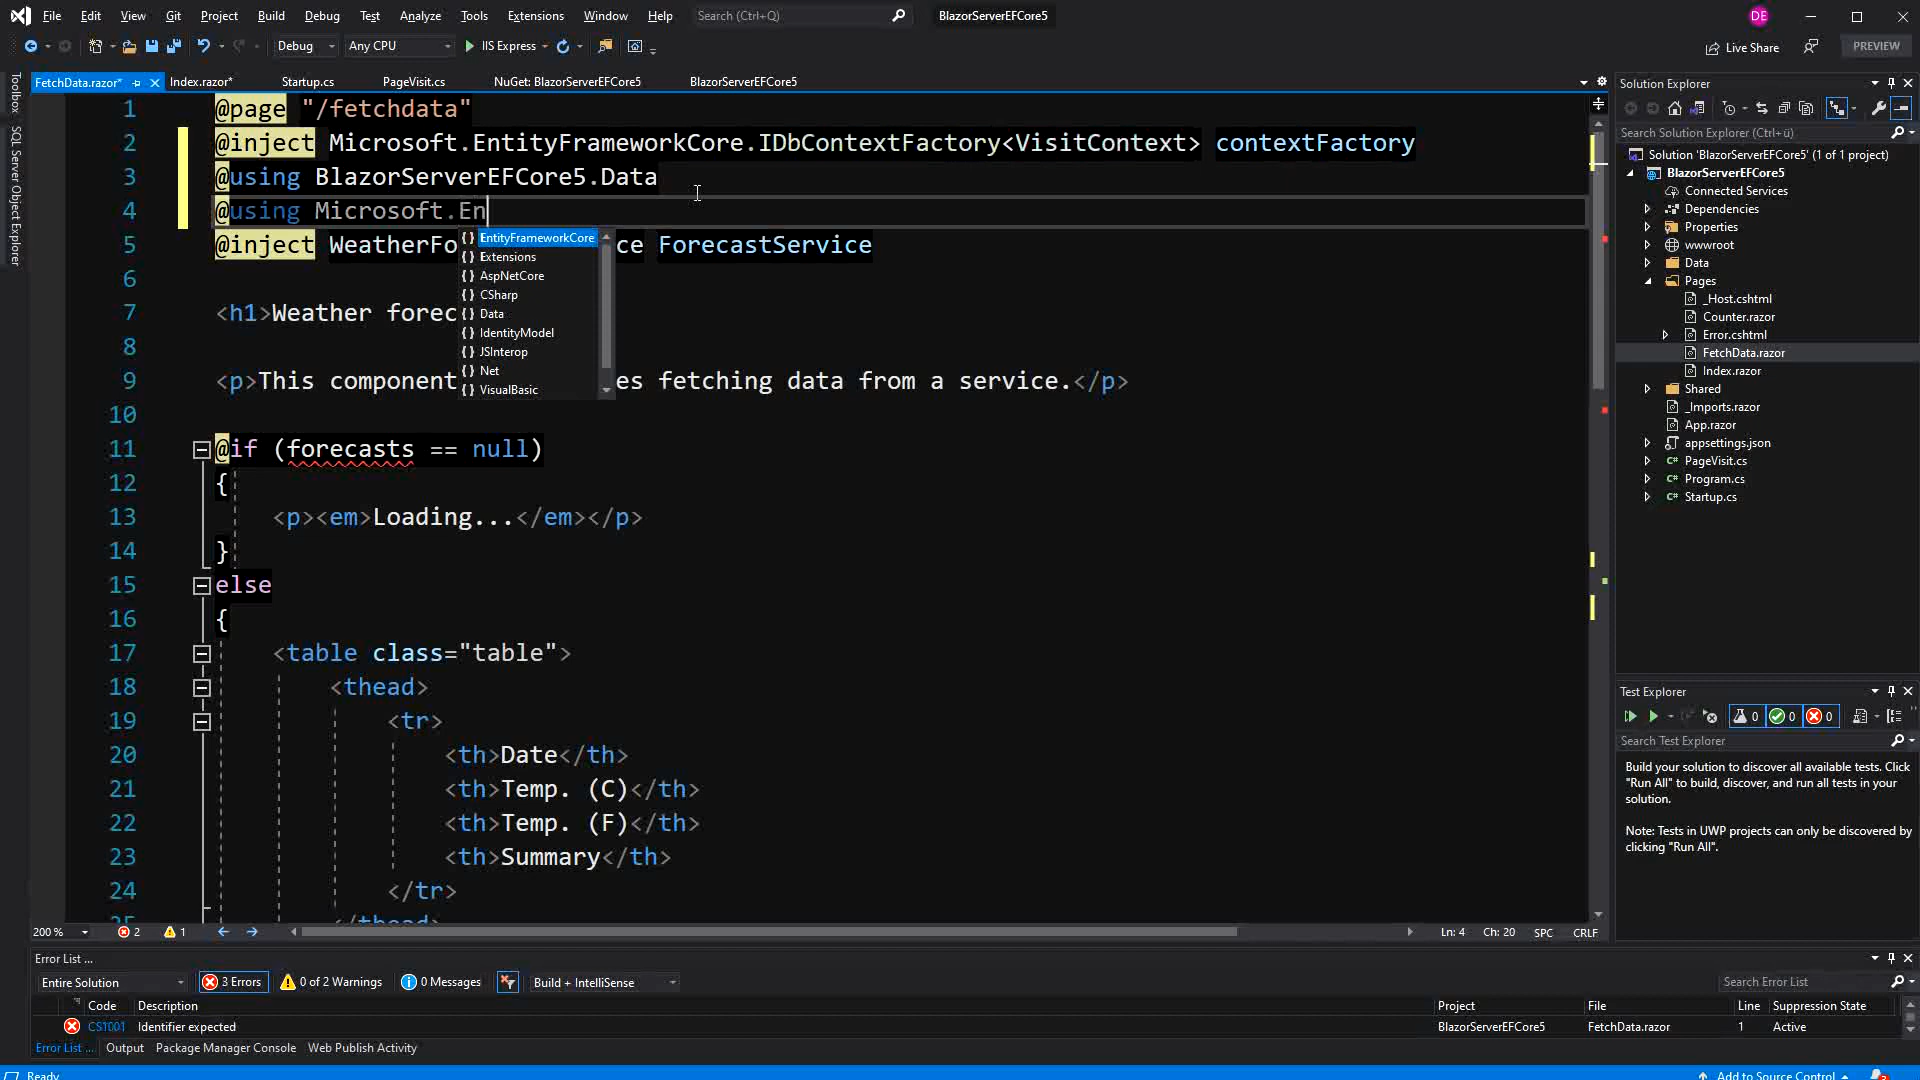 File Edit View Git Project Build Debug Test Analyze Tools Extensions Window Help Search (Ctrl+Q) BlazorServerEFCore5 DE
Debug Any CPU IIS Express Live Share PREVIEW
FetchData.razor* Index.razor* Startup.cs PageVisit.cs NuGet: BlazorServerEFCore5 BlazorServerEFCore5
Toolbox
SQL Server Object Explorer
1 @page "/fetchdata"
2 @inject Microsoft.EntityFrameworkCore.IDbContextFactory<VisitContext> contextFactory
3 @using BlazorServerEFCore5.Data
4 @using Microsoft.En
5 @inject WeatherFo ce ForecastService
6
7 <h1>Weather forec
8
9 <p>This component es fetching data from a service.</p>
10
11 @if (forecasts == null)
12 {
13 <p><em>Loading...</em></p>
14 }
15 else
16 {
17 <table class="table">
18 <thead>
19 <tr>
20 <th>Date</th>
21 <th>Temp. (C)</th>
22 <th>Temp. (F)</th>
23 <th>Summary</th>
24 </tr>
25 </thead>
EntityFrameworkCore
Extensions
AspNetCore
CSharp
Data
IdentityModel
JSInterop
Net
VisualBasic
200 % 2 1 Ln: 4 Ch: 20 SPC CRLF
Solution Explorer
Search Solution Explorer (Ctrl+ü)
Solution 'BlazorServerEFCore5' (1 of 1 project)
BlazorServerEFCore5
Connected Services
Dependencies
Properties
wwwroot
Data
Pages
_Host.cshtml
Counter.razor
Error.cshtml
FetchData.razor
Index.razor
Shared
_Imports.razor
App.razor
appsettings.json
C# PageVisit.cs
C# Program.cs
C# Startup.cs
Test Explorer
0 0 0
Search Test Explorer
Build your solution to discover all available tests. Click
"Run All" to build, discover, and run all tests in your
solution.
Note: Tests in UWP projects can only be discovered by
clicking "Run All".
Error List ...
Entire Solution 3 Errors 0 of 2 Warnings 0 Messages Build + IntelliSense Search Error List
Code Description Project File Line Suppression State
CS1001 Identifier expected BlazorServerEFCore5 FetchData.razor 1 Active
Error List ... Output Package Manager Console Web Publish Activity
Ready Add to Source Control